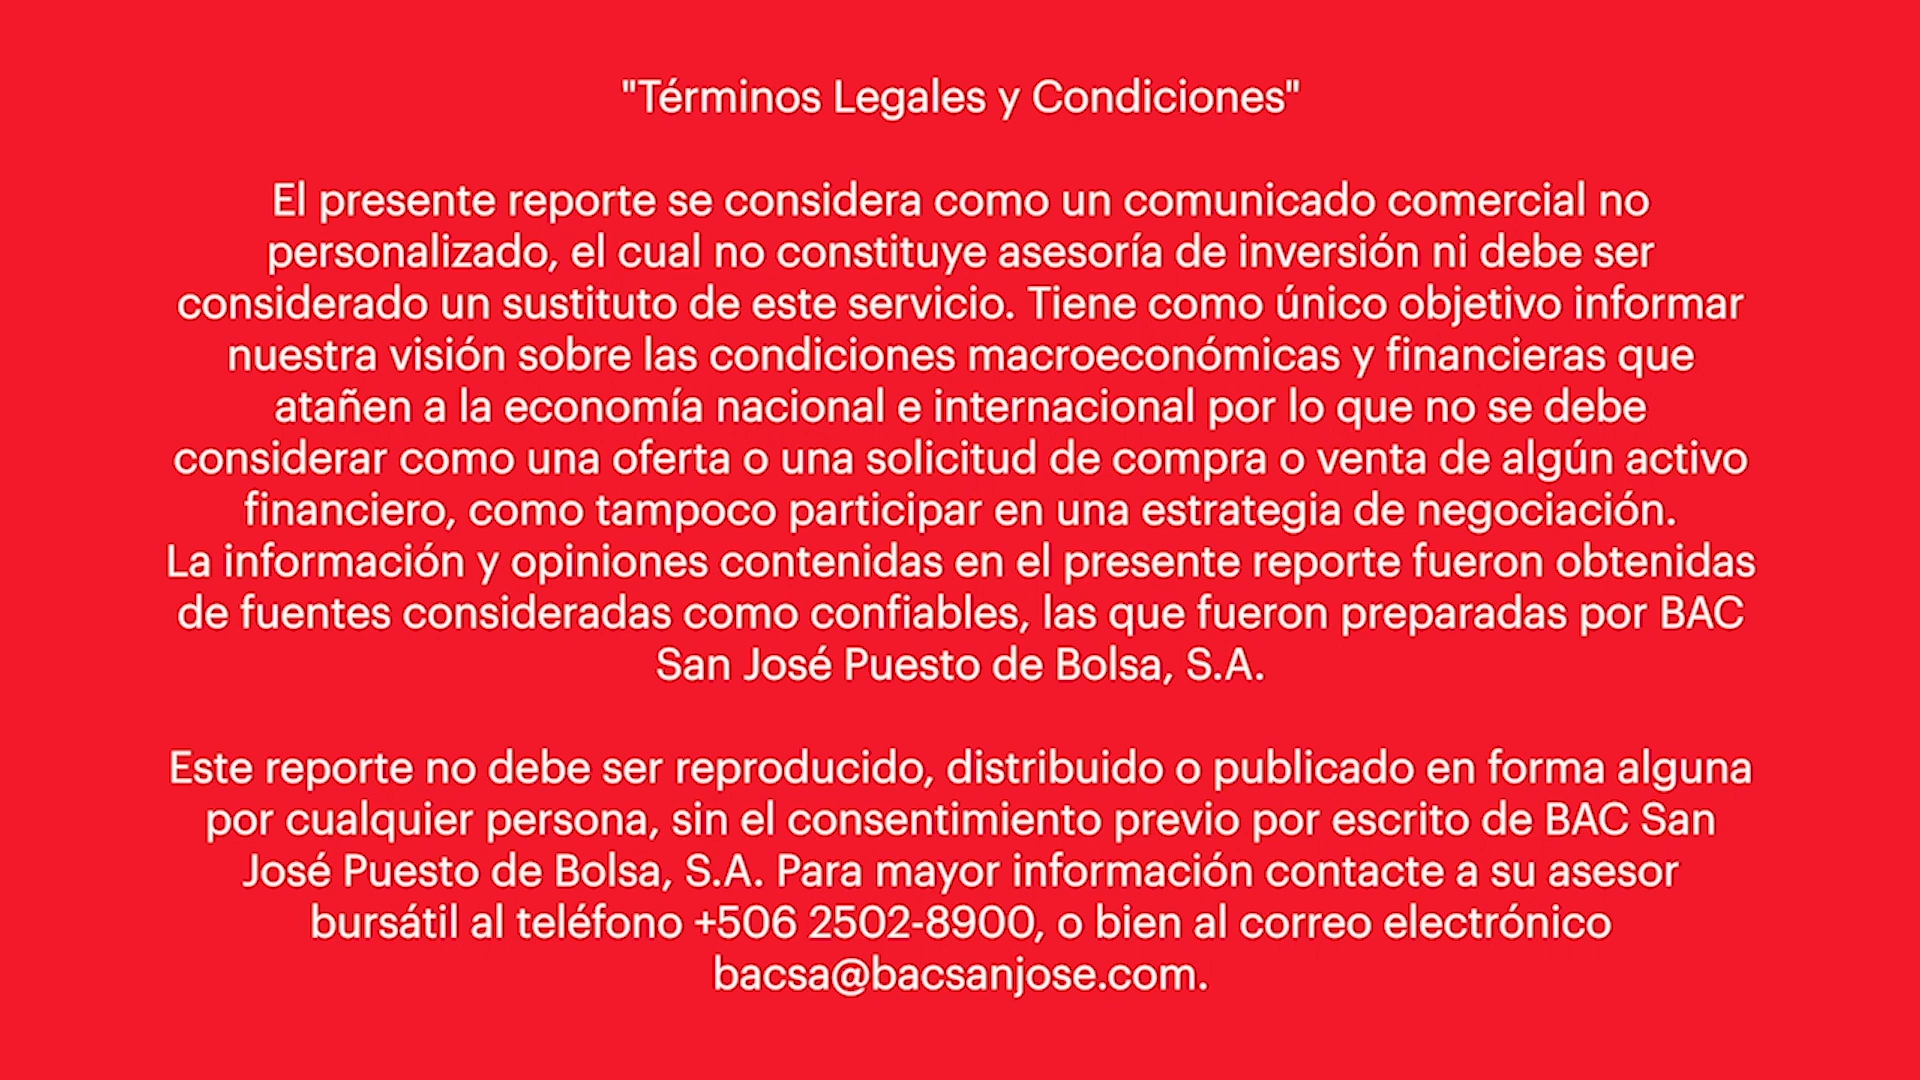 "Términos Legales y Condiciones"
El presente reporte se considera como un comunicado comercial no
personalizado, el cual no constituye asesoría de inversión ni debe ser
considerado un sustituto de este servicio. Tiene como único objetivo informar
nuestra visión sobre las condiciones macroeconómicas y financieras que
atañen a la economía nacional e internacional por lo que no se debe
considerar como una oferta o una solicitud de compra o venta de algún activo
financiero, como tampoco participar en una estrategia de negociación.
La información y opiniones contenidas en el presente reporte fueron obtenidas
de fuentes consideradas como confiables, las que fueron preparadas por BAC
San José Puesto de Bolsa, S.A.
Este reporte no debe ser reproducido, distribuido o publicado en forma alguna
por cualquier persona, sin el consentimiento previo por escrito de BAC San
José Puesto de Bolsa, S.A. Para mayor información contacte a su asesor
bursátil al teléfono +506 2502-8900, o bien al correo electrónico
bacsa@bacsanjose.com.